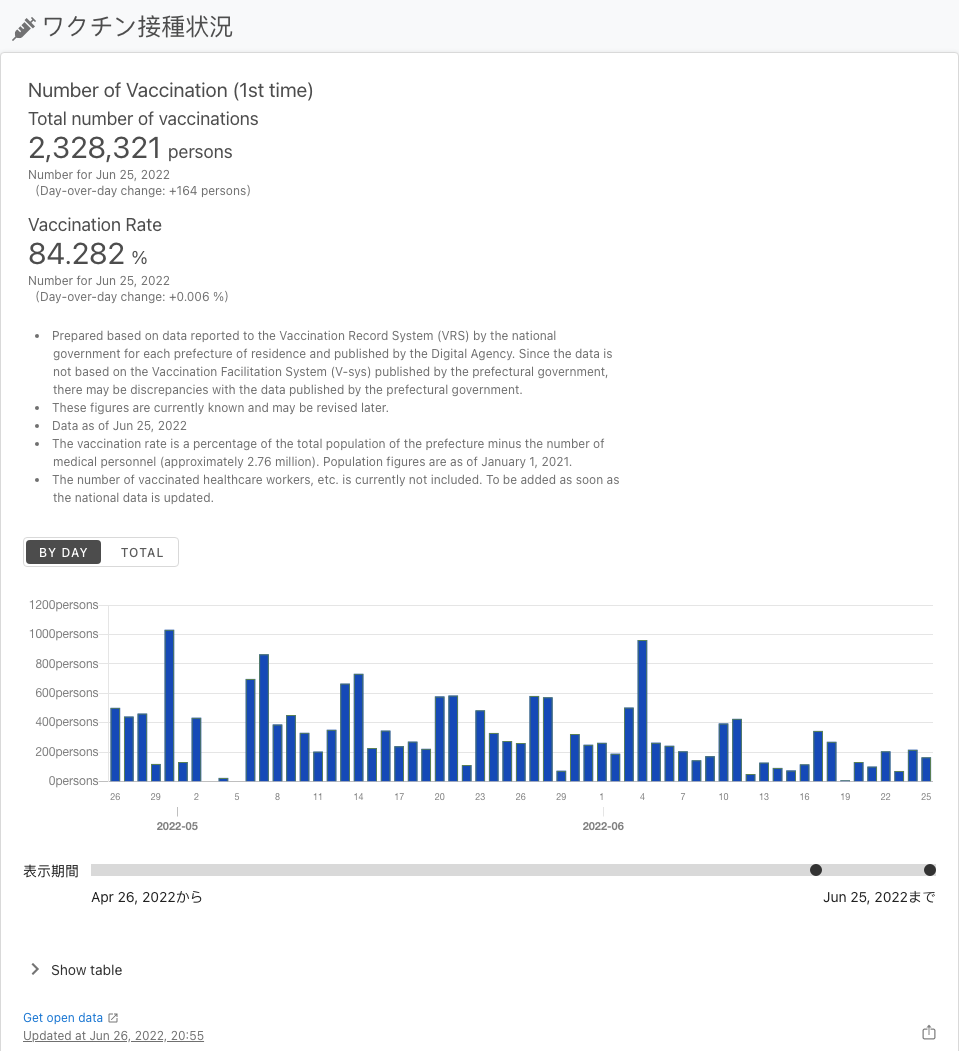 ワクチン接種状況
Number of Vaccination (1st time)
Total number of vaccinations
2,328,321 persons
Number for Jun 25, 2022
(Day-over-day change: +164 persons)
Vaccination Rate
84.282 %
Number for Jun 25, 2022
(Day-over-day change: +0.006 %)
• Prepared based on data reported to the Vaccination Record System (VRS) by the national
government for each prefecture of residence and published by the Digital Agency. Since the data is
not based on the Vaccination Facilitation System (V-sys) published by the prefectural government,
there may be discrepancies with the data published by the prefectural government.
• These figures are currently known and may be revised later.
• Data as of Jun 25, 2022
• The vaccination rate is a percentage of the total population of the prefecture minus the number of
medical personnel (approximately 2.76 million). Population figures are as of January 1, 2021.
• The number of vaccinated healthcare workers, etc. is currently not included. To be added as soon as
the national data is updated.
BY DAY TOTAL
1200persons
1000persons
800persons
600persons
400persons
200persons
0persons
26 29 2 5 8 11 14 17 20 23 26 29 1 4 7 10 13 16 19 22 25
2022-05 2022-06
表示期間
Apr 26, 2022から Jun 25, 2022まで
Show table
Get open data
Updated at Jun 26, 2022, 20:55